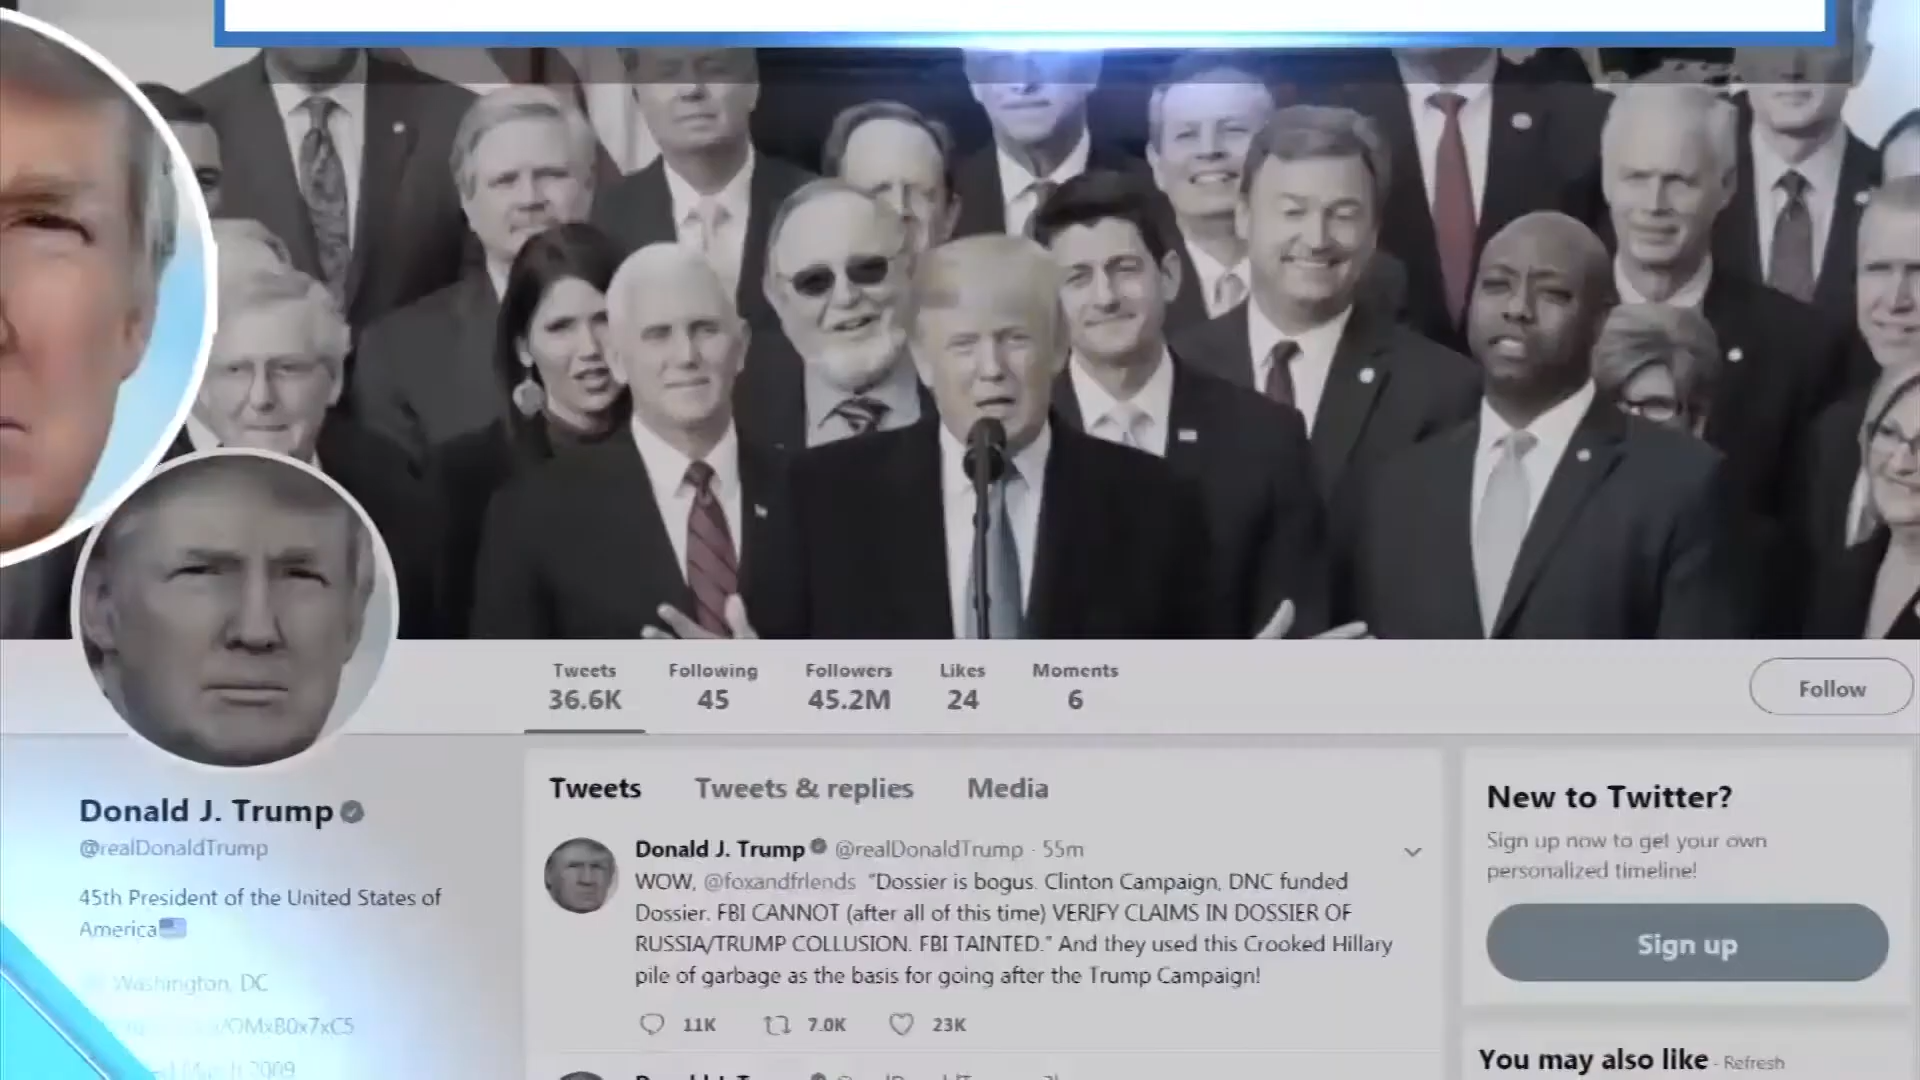 Tweets Following Followers Likes Moments
36.6K 45 45.2M 24 6
Follow
Donald J. Trump
@realDonaldTrump
45th President of the United States of
America
Washington, DC
2009
Tweets Tweets & replies Media
Donald J. Trump @realDonaldTrump · 55m
WOW, @foxandfrlends "Dossier is bogus. Clinton Campaign, DNC funded
Dossier. FBI CANNOT (after all of this time) VERIFY CLAIMS IN DOSSIER OF
RUSSIA/TRUMP COLLUSION. FBI TAINTED." And they used this Crooked Hillary
pile of garbage as the basis for going after the Trump Campaign!
11K 7.0K 23K
New to Twitter?
Sign up now to get your own
personalized timeline!
Sign up
You may also like · Refresh